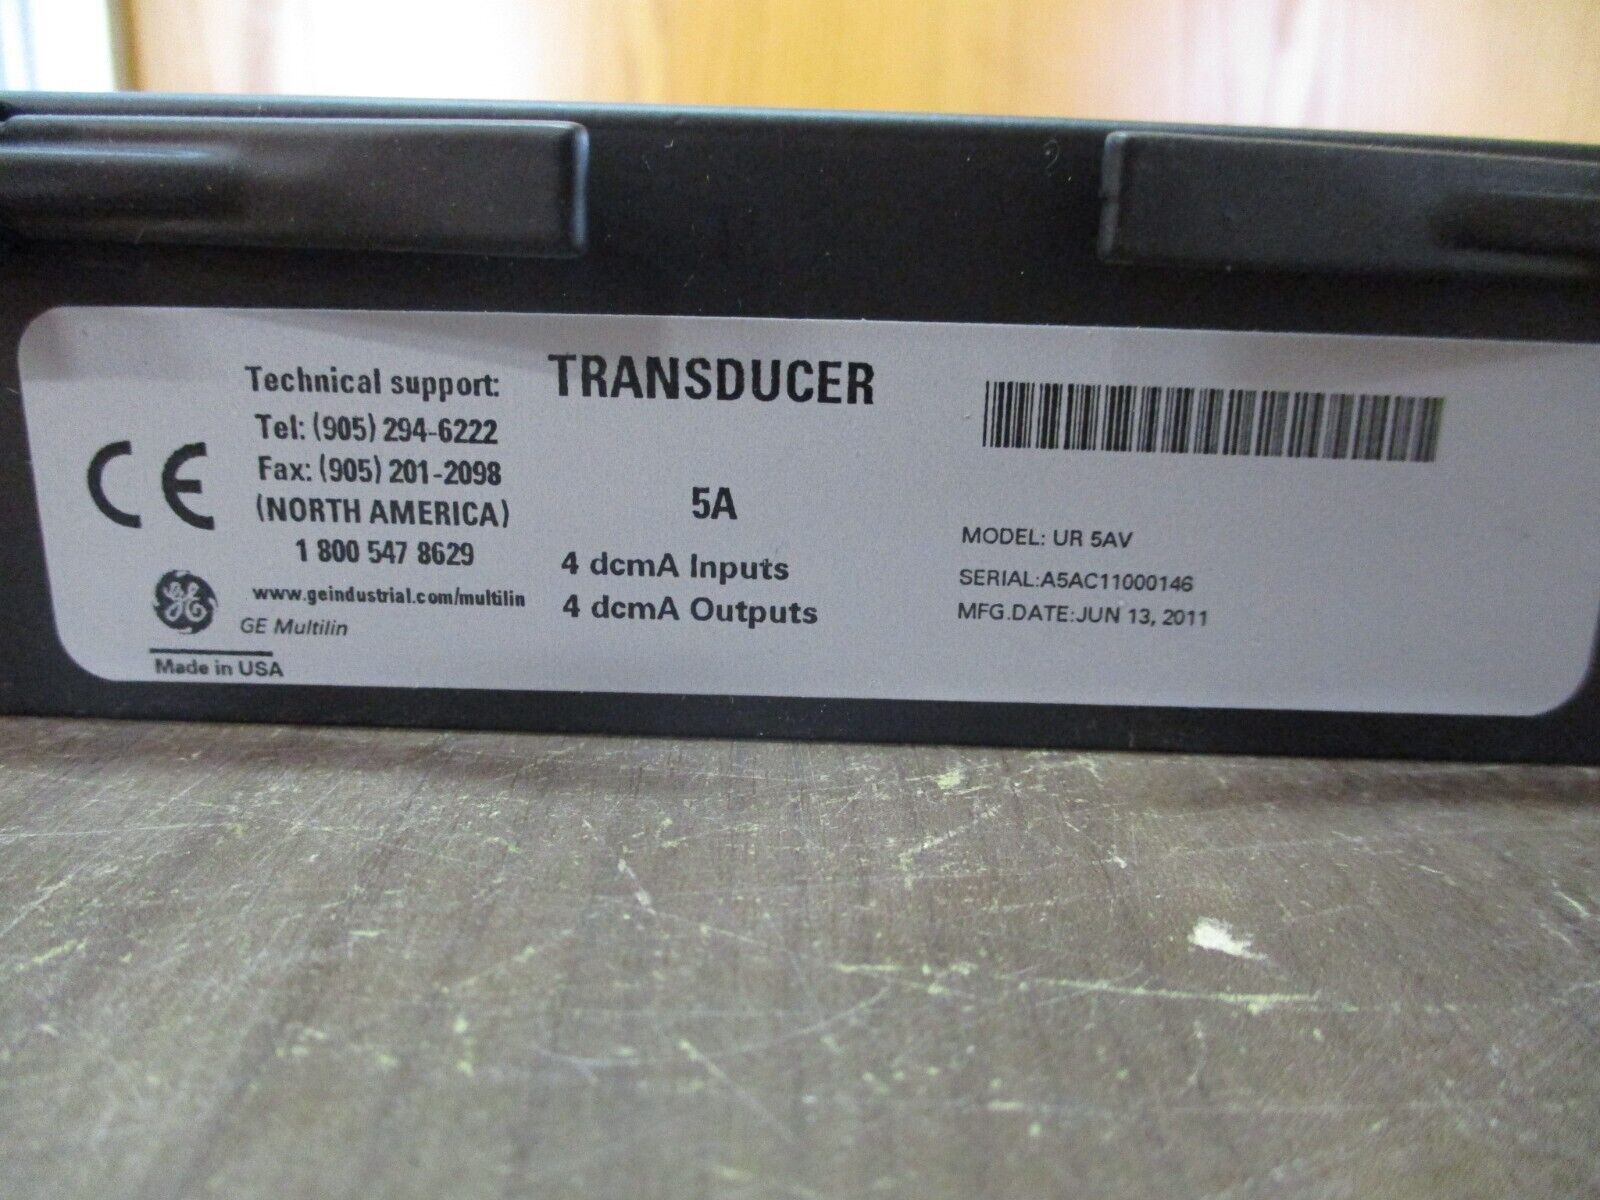 Technical support:
Tel: (905) 294-6222
Fax: (905) 201-2098
(NORTH AMERICA)
1 800 547 8629
www.geindustrial.com/multilin
CE
GE
GE Multilin
Made in USA
TRANSDUCER
5A
4 dcmA Inputs
4 dcmA Outputs
MODEL: UR 5AV
SERIAL:A5AC11000146
MFG.DATE:JUN 13, 2011